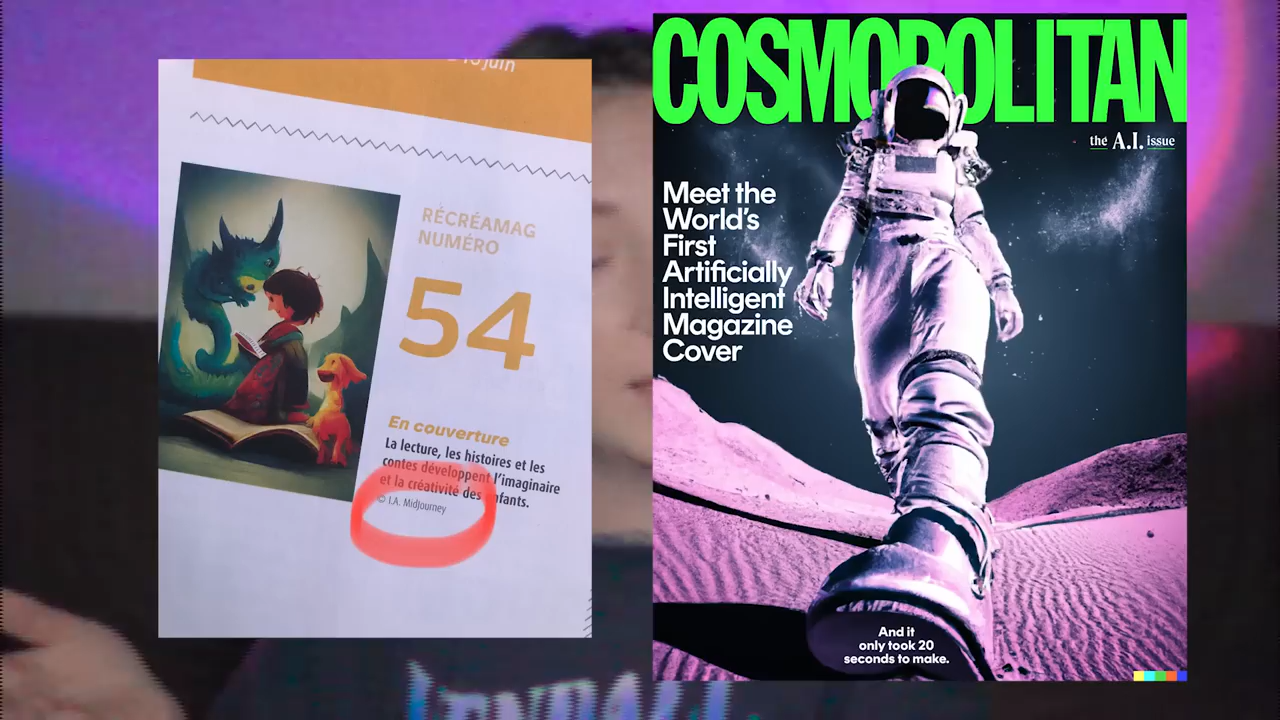 juin
RÉCRÉAMAG
NUMÉRO
54
En couverture
La lecture, les histoires et les
contes développent l'imaginaire
et la créativité des enfants.
© I.A. Midjourney
COSMOPOLITAN
the A.I. issue
Meet the
World's
First
Artificially
Intelligent
Magazine
Cover
And it
only took 20
seconds to make.